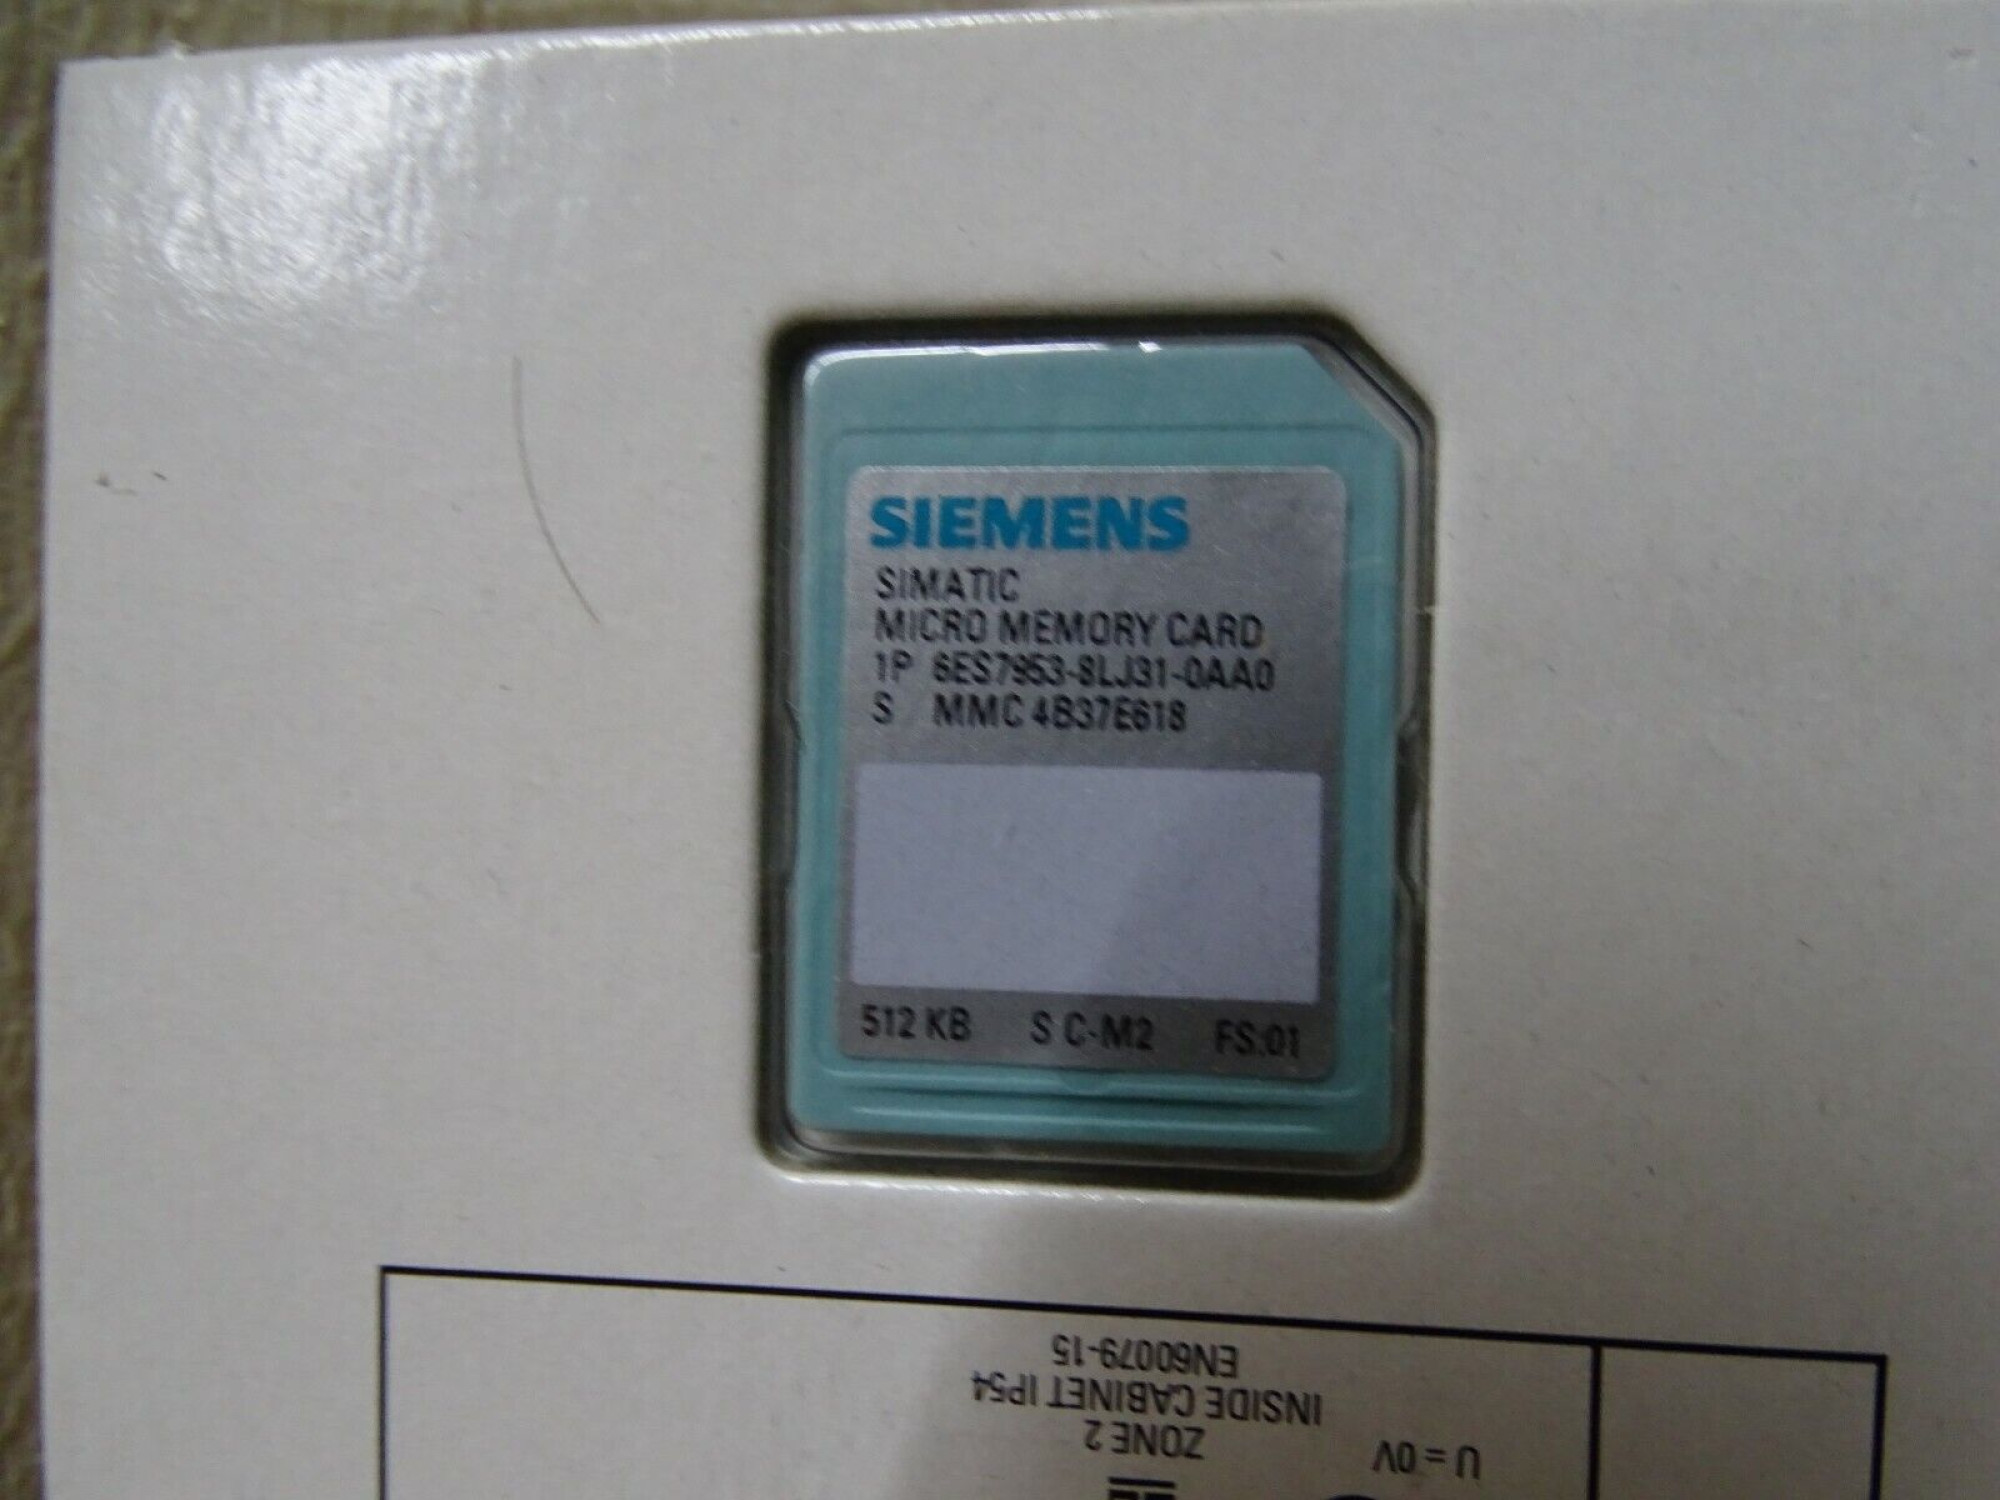 SIEMENS
SIMATIC
MICRO MEMORY CARD
1P 6ES7953-8LJ31-0AA0
S MMC 4B37E618
512 KB S C-M2 FS:01
U = 0V
ZONE 2
INSIDE CABINET IP54
EN60079-15